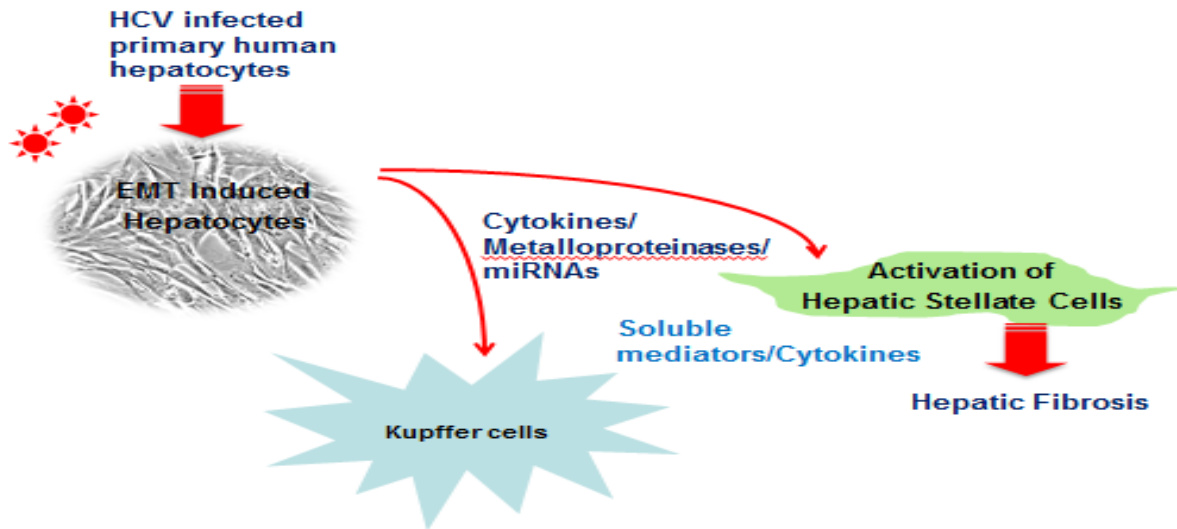 HCV infected
primary human
hepatocytes
EMT Induced
Hepatocytes
Cytokines/
Metalloproteinases/
miRNAs
Activation of
Hepatic Stellate Cells
Soluble
mediators/Cytokines
Hepatic Fibrosis
Kupffer cells